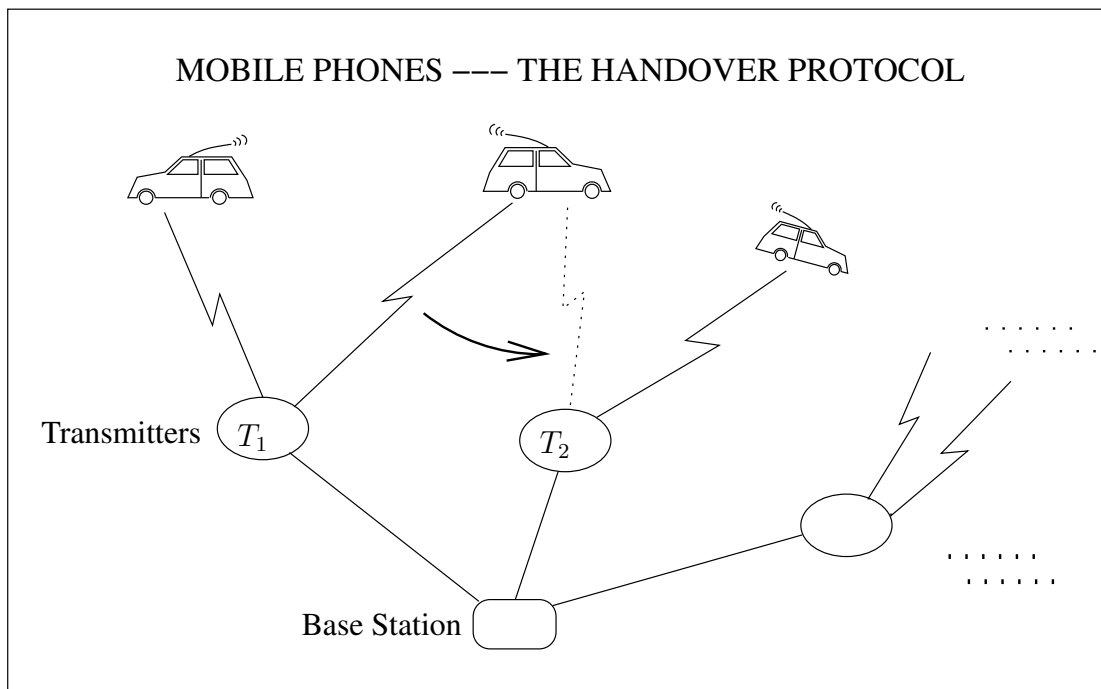 MOBILE PHONES −−− THE HANDOVER PROTOCOL
Transmitters
T₁
T₂
Base Station